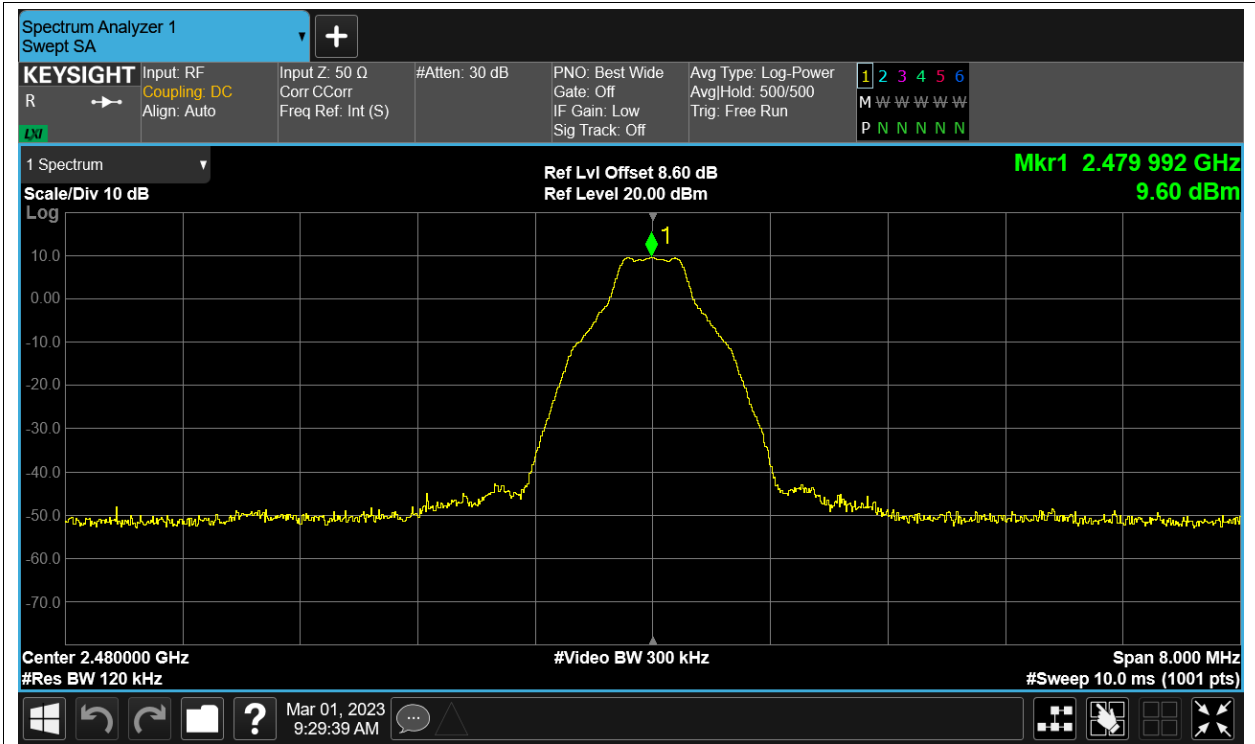 Spectrum Analyzer 1
Swept SA
KEYSIGHT
R
LXI
Input: RF
Coupling: DC
Align: Auto
Input Z: 50 Ω
Corr CCorr
Freq Ref: Int (S)
#Atten: 30 dB
PNO: Best Wide
Gate: Off
IF Gain: Low
Sig Track: Off
Avg Type: Log-Power
Avg|Hold: 500/500
Trig: Free Run
1 2 3 4 5 6
M W W W W W
P N N N N N
1 Spectrum
Scale/Div 10 dB
Log
Ref Lvl Offset 8.60 dB
Ref Level 20.00 dBm
Mkr1 2.479 992 GHz
9.60 dBm
1
10.0
0.00
-10.0
-20.0
-30.0
-40.0
-50.0
-60.0
-70.0
Center 2.480000 GHz
#Res BW 120 kHz
#Video BW 300 kHz
Span 8.000 MHz
#Sweep 10.0 ms (1001 pts)
?
Mar 01, 2023
9:29:39 AM